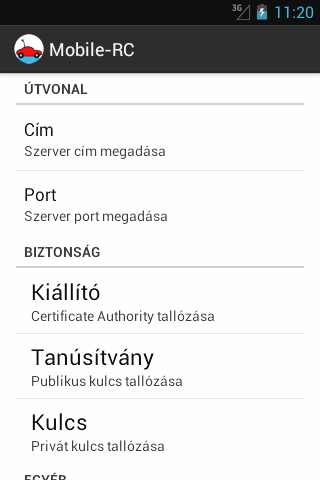 3G 11:20
Mobile-RC
ÚTVONAL
Cím
Szerver cím megadása
Port
Szerver port megadása
BIZTONSÁG
Kiállító
Certificate Authority tallózása
Tanúsítvány
Publikus kulcs tallózása
Kulcs
Privát kulcs tallózása
EGYÉB